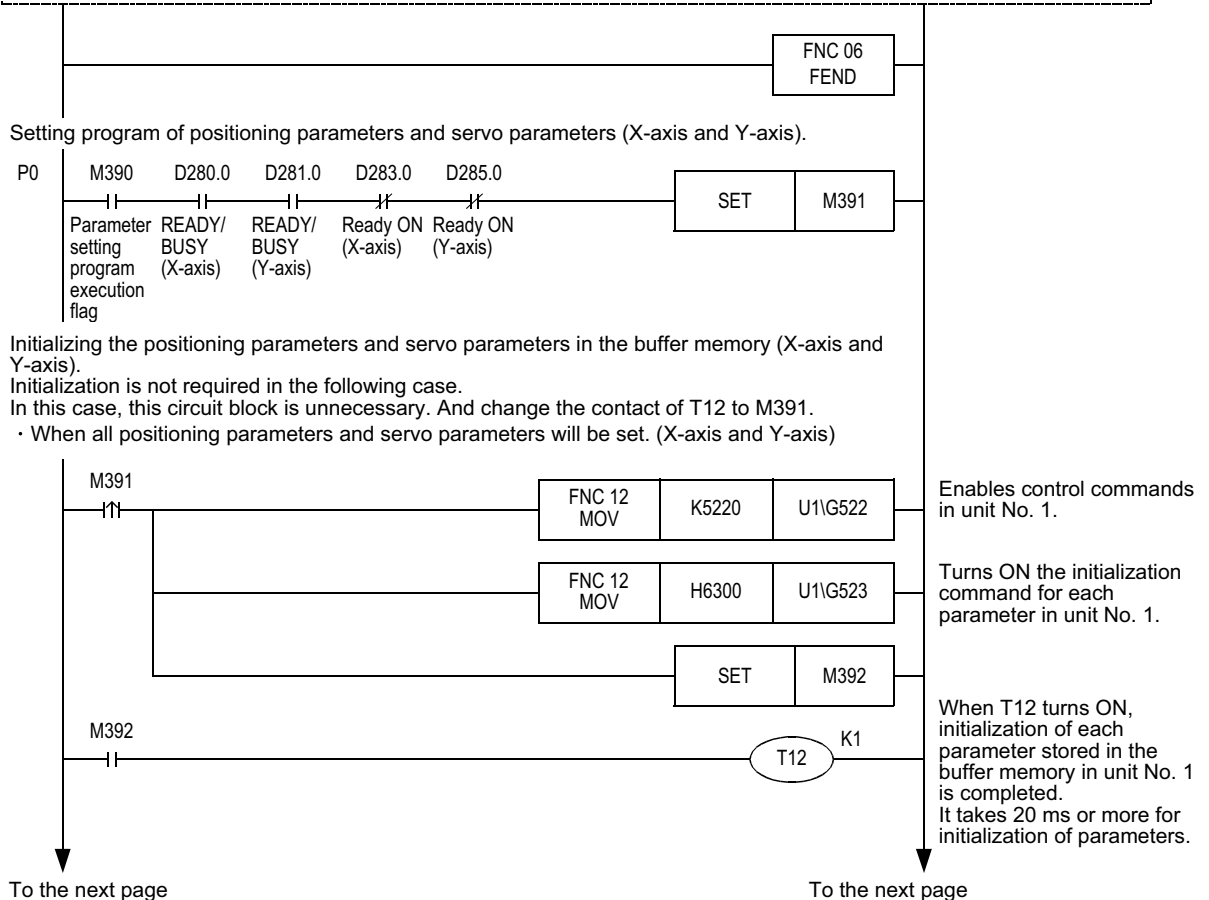 FNC 06
FEND
Setting program of positioning parameters and servo parameters (X-axis and Y-axis).
P0
M390
D280.0
D281.0
D283.0
D285.0
SET
M391
Parameter
setting
program
execution
flag
READY/
BUSY
(X-axis)
READY/
BUSY
(Y-axis)
Ready ON
(X-axis)
Ready ON
(Y-axis)
Initializing the positioning parameters and servo parameters in the buffer memory (X-axis and
Y-axis).
Initialization is not required in the following case.
In this case, this circuit block is unnecessary. And change the contact of T12 to M391.
・When all positioning parameters and servo parameters will be set. (X-axis and Y-axis)
M391
FNC 12
MOV
K5220
U1\G522
Enables control commands
in unit No. 1.
FNC 12
MOV
H6300
U1\G523
Turns ON the initialization
command for each
parameter in unit No. 1.
SET
M392
M392
T12
K1
When T12 turns ON,
initialization of each
parameter stored in the
buffer memory in unit No. 1
is completed.
It takes 20 ms or more for
initialization of parameters.
To the next page
To the next page